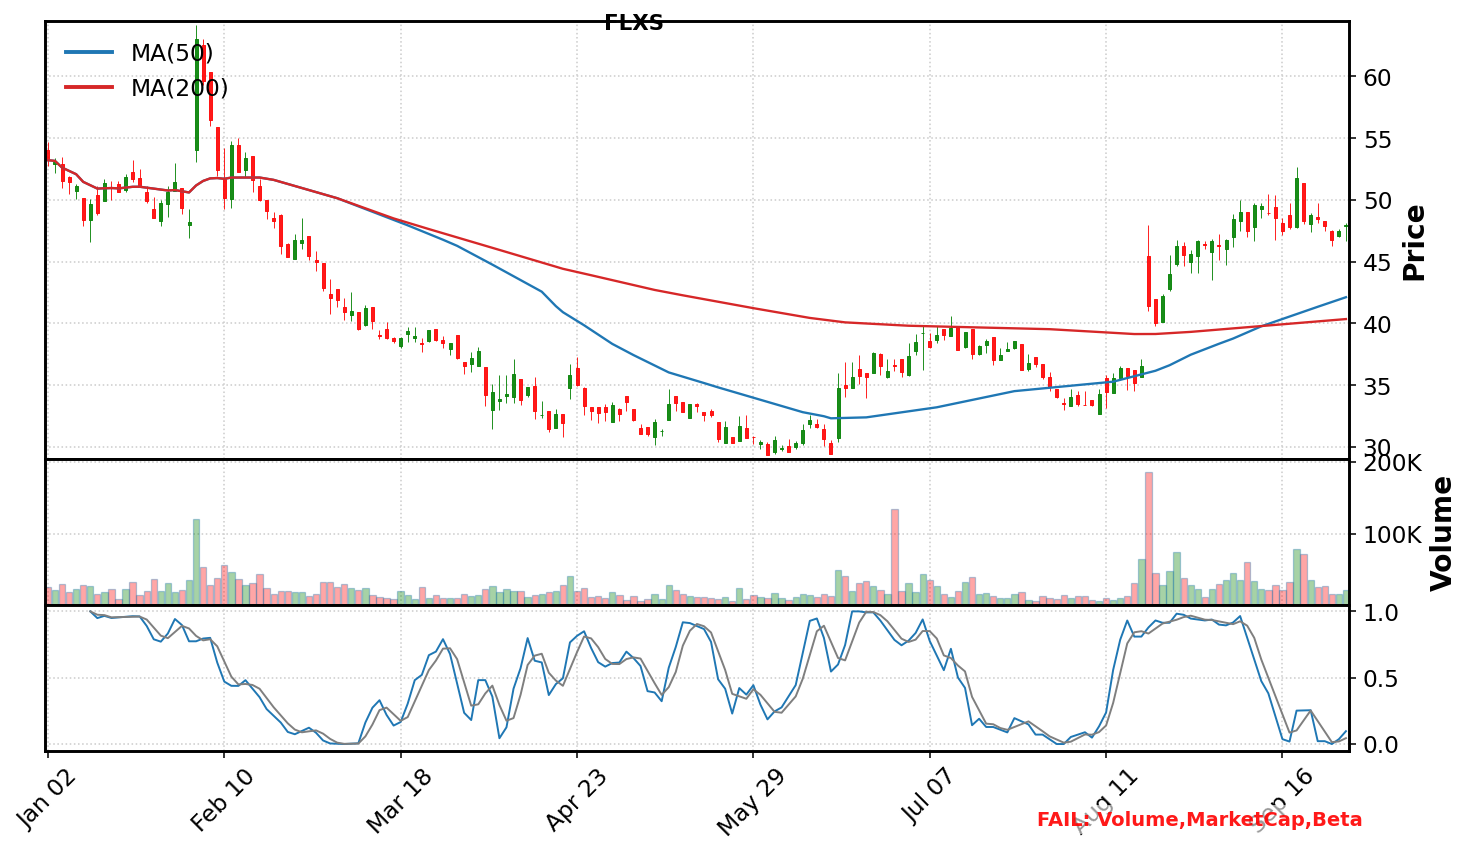 FLXS
MA(50)
MA(200)
60
55
50
45
40
35
30
Price
200K
100K
Volume
1.0
0.5
0.0
Jan 02
Feb 10
Mar 18
Apr 23
May 29
Jul 07
Aug 11
Sep 16
FAIL: Volume,MarketCap,Beta